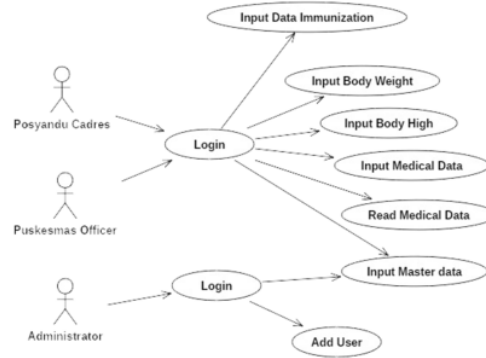 Input Data Immunization
Input Body Weight
Posyandu Cadres
Input Body High
Login
Input Medical Data
Read Medical Data
Puskesmas Officer
Input Master data
Login
Administrator
Add User